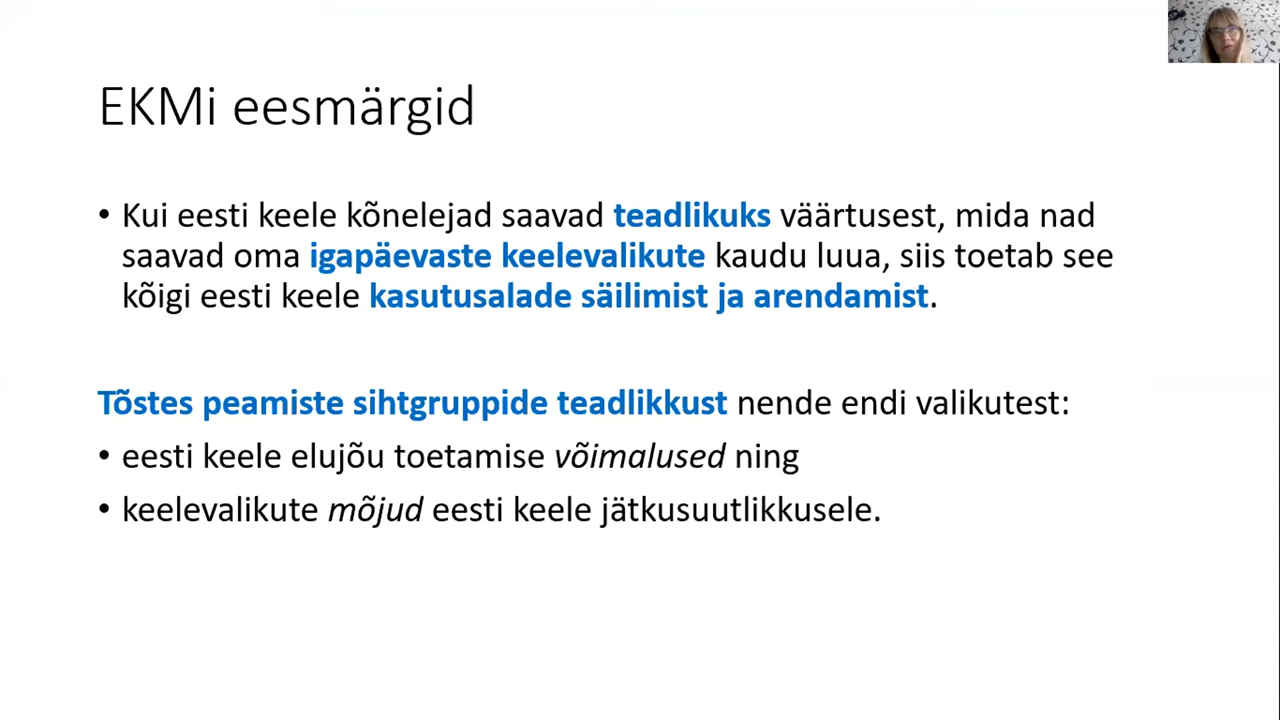 EKMi eesmärgid
• Kui eesti keele kõnelejad saavad teadlikuks väärtusest, mida nad
saavad oma igapäevaste keelevalikute kaudu luua, siis toetab see
kõigi eesti keele kasutusalade säilimist ja arendamist.
Tõstes peamiste sihtgruppide teadlikkust nende endi valikutest:
• eesti keele elujõu toetamise võimalused ning
• keelevalikute mõjud eesti keele jätkusuutlikkusele.